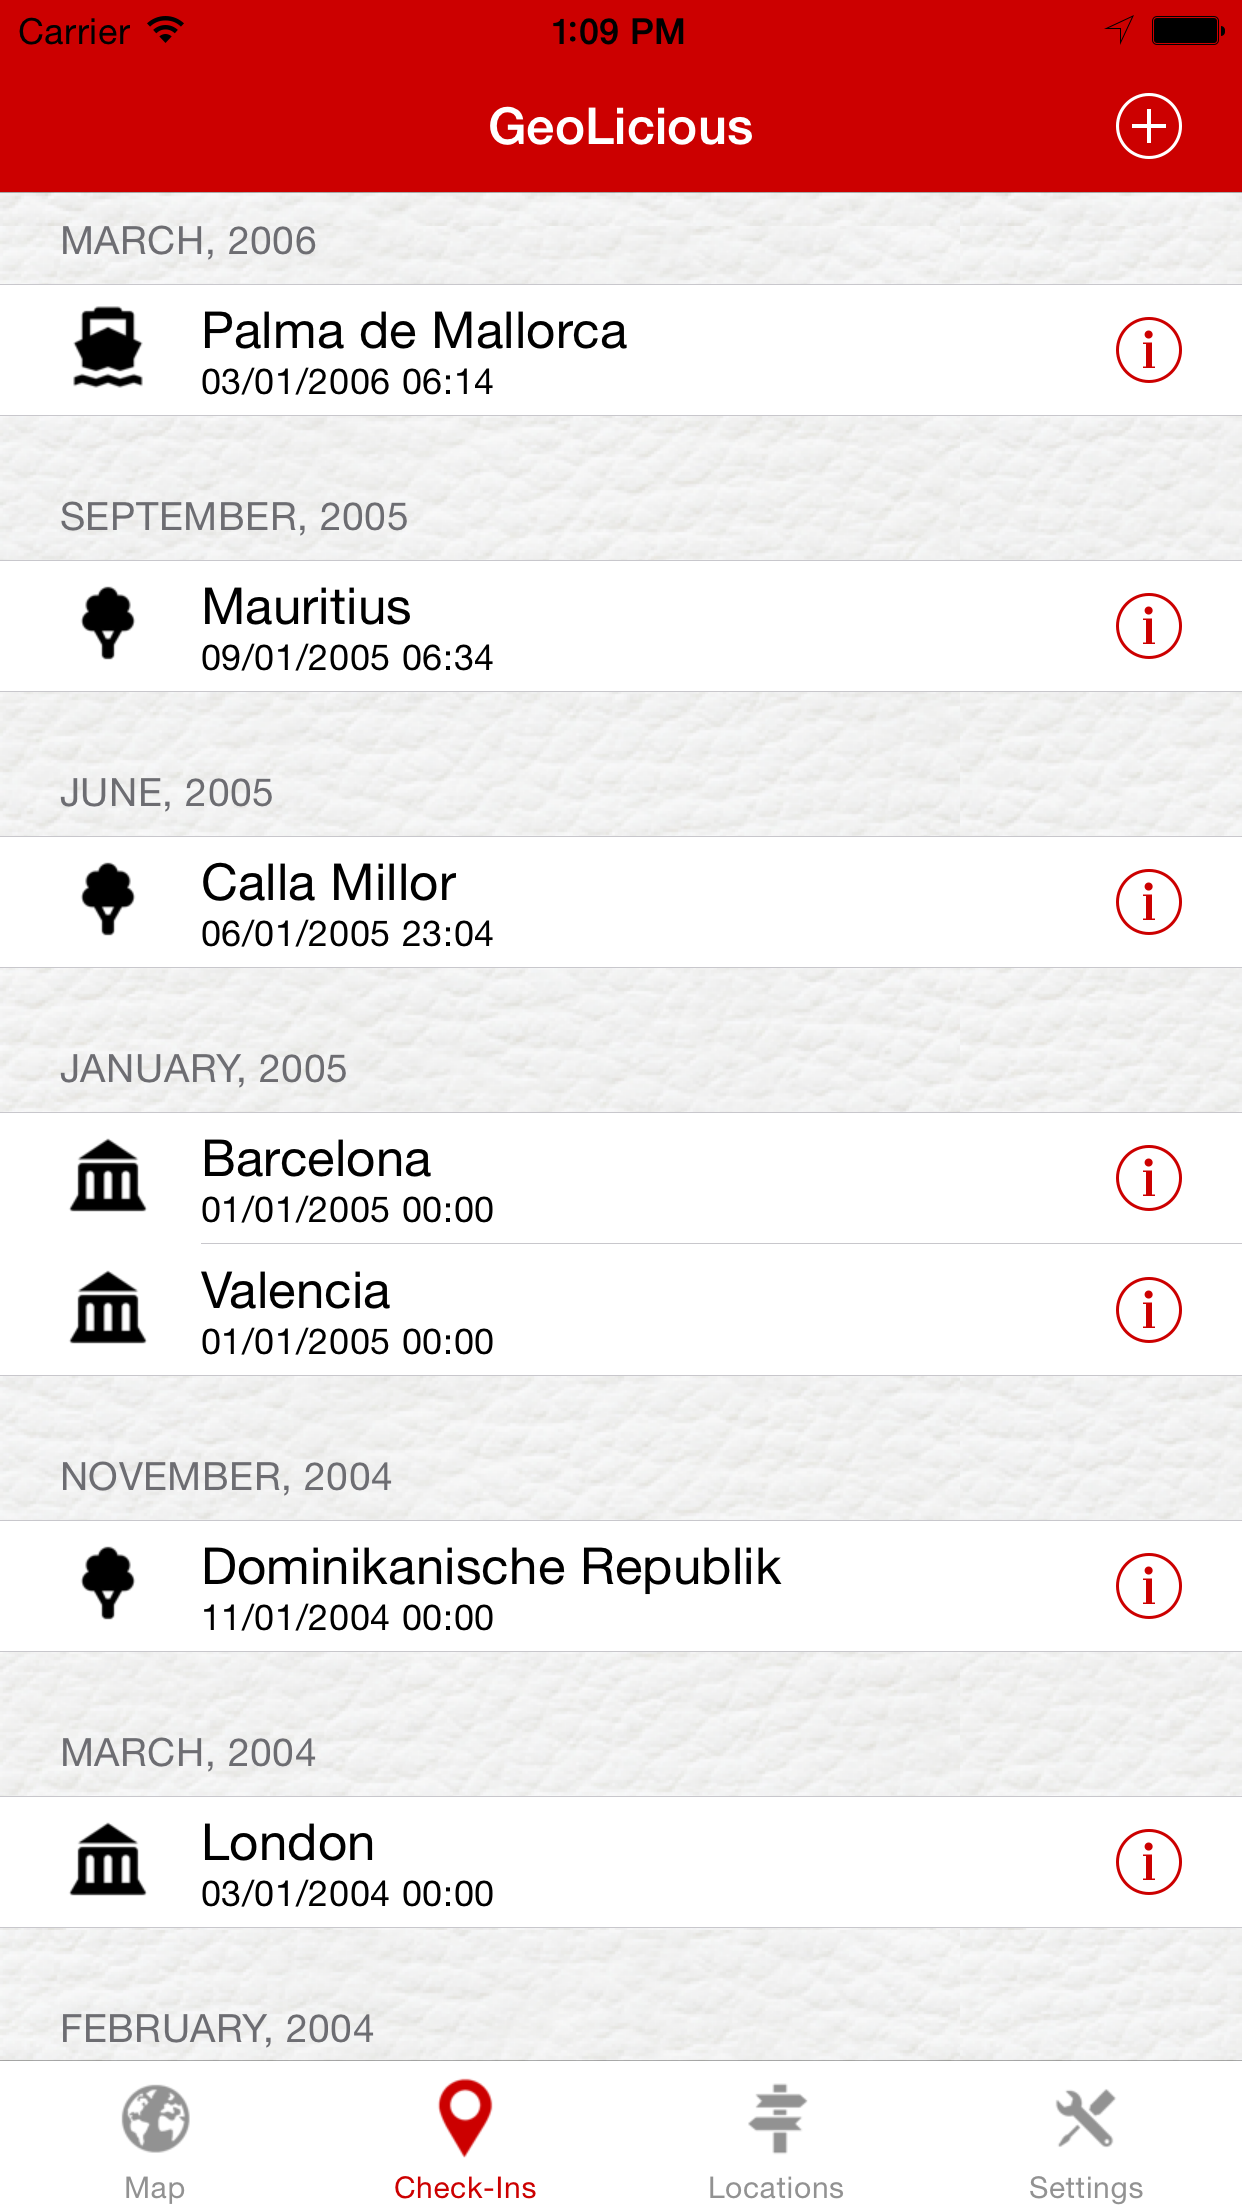 Carrier 1:09 PM
GeoLicious
MARCH, 2006
Palma de Mallorca
03/01/2006 06:14
SEPTEMBER, 2005
Mauritius
09/01/2005 06:34
JUNE, 2005
Calla Millor
06/01/2005 23:04
JANUARY, 2005
Barcelona
01/01/2005 00:00
Valencia
01/01/2005 00:00
NOVEMBER, 2004
Dominikanische Republik
11/01/2004 00:00
MARCH, 2004
London
03/01/2004 00:00
FEBRUARY, 2004
Map Check-Ins Locations Settings